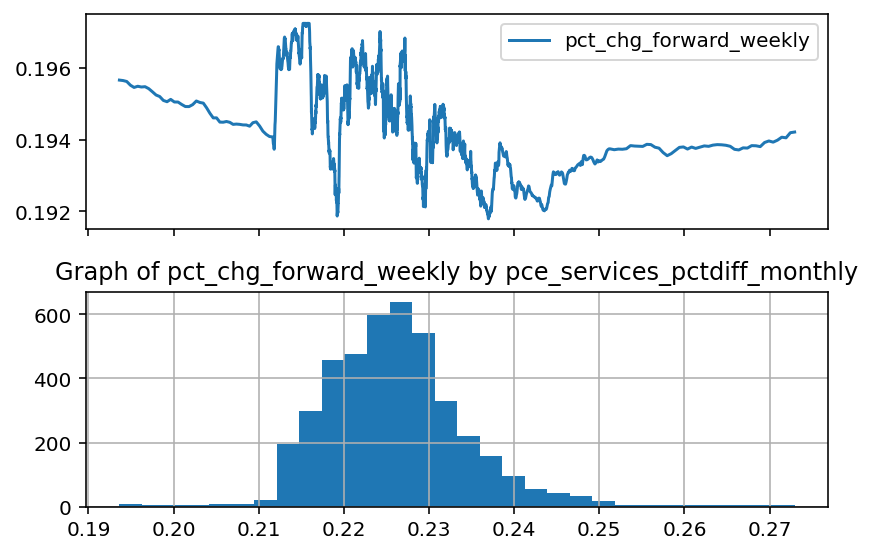 pct_chg_forward_weekly
0.196
0.194
0.192
Graph of pct_chg_forward_weekly by pce_services_pctdiff_monthly
600
400
200
0
0.19 0.20 0.21 0.22 0.23 0.24 0.25 0.26 0.27